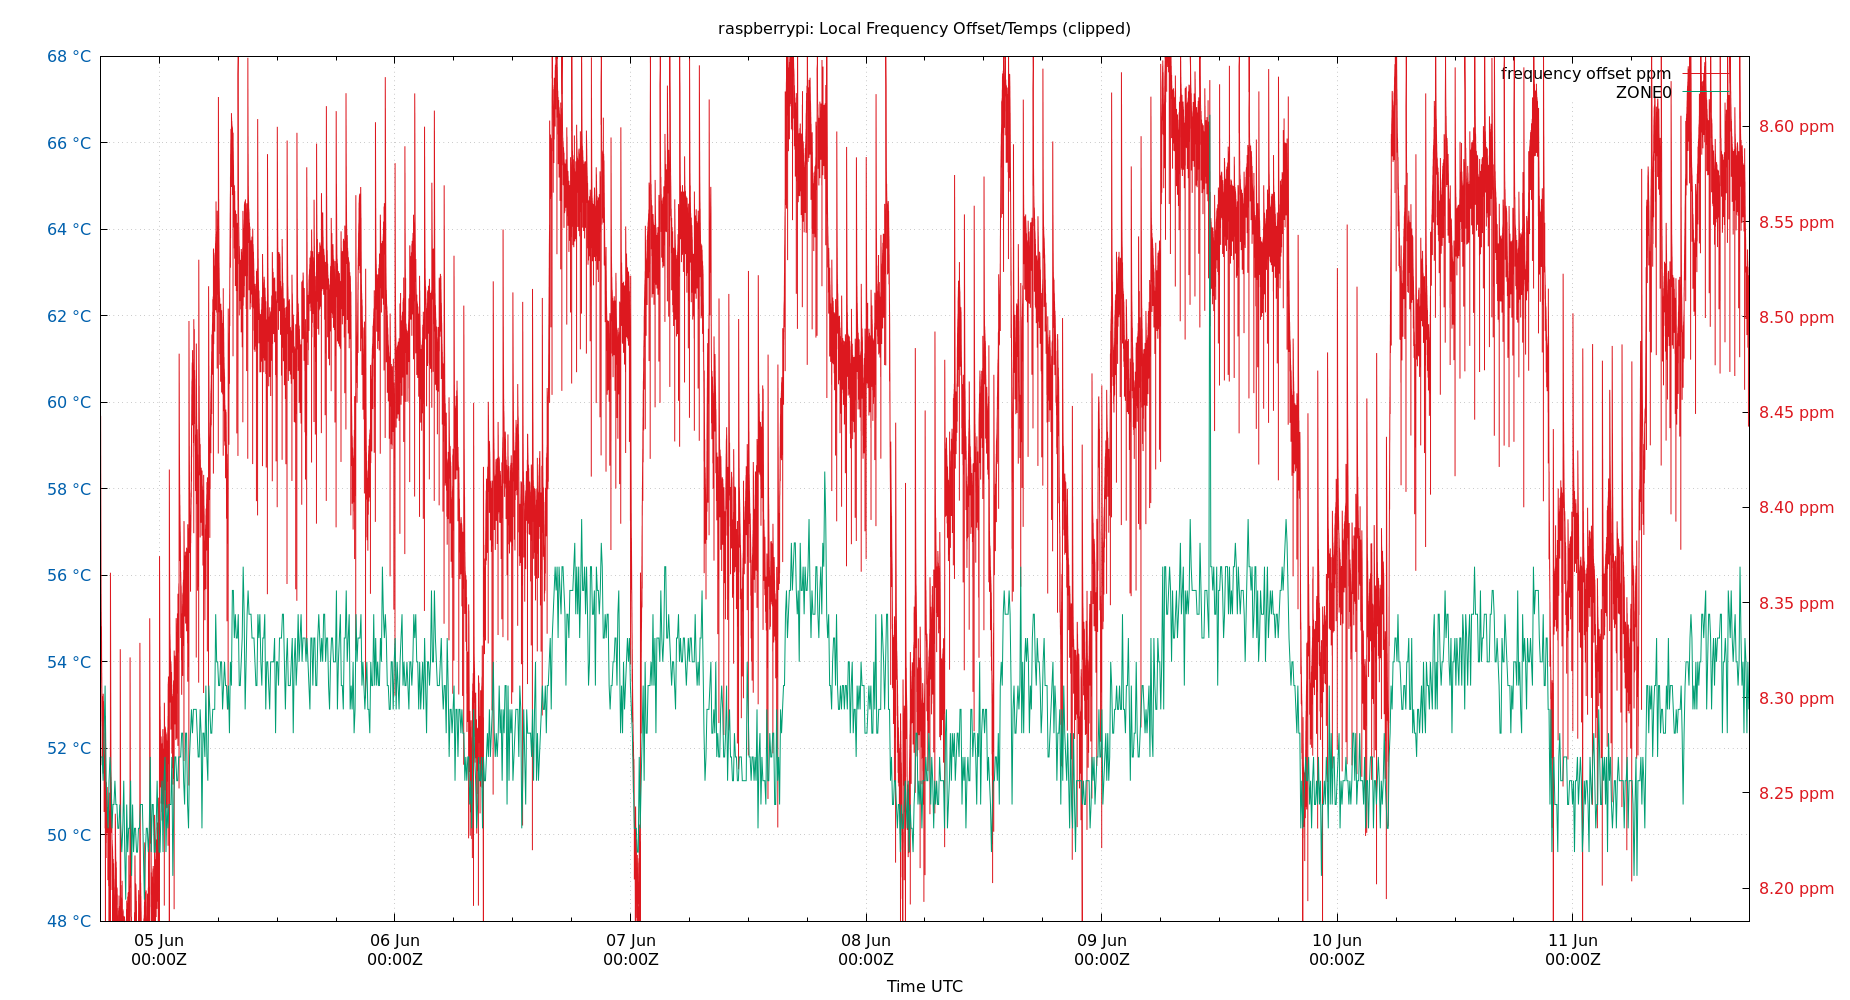 raspberrypi: Local Frequency Offset/Temps (clipped)
68 °C
66 °C
64 °C
62 °C
60 °C
58 °C
56 °C
54 °C
52 °C
50 °C
48 °C
frequency offset ppm
ZONE0
8.60 ppm
8.55 ppm
8.50 ppm
8.45 ppm
8.40 ppm
8.35 ppm
8.30 ppm
8.25 ppm
8.20 ppm
05 Jun
00:00Z
06 Jun
00:00Z
07 Jun
00:00Z
08 Jun
00:00Z
09 Jun
00:00Z
10 Jun
00:00Z
11 Jun
00:00Z
Time UTC